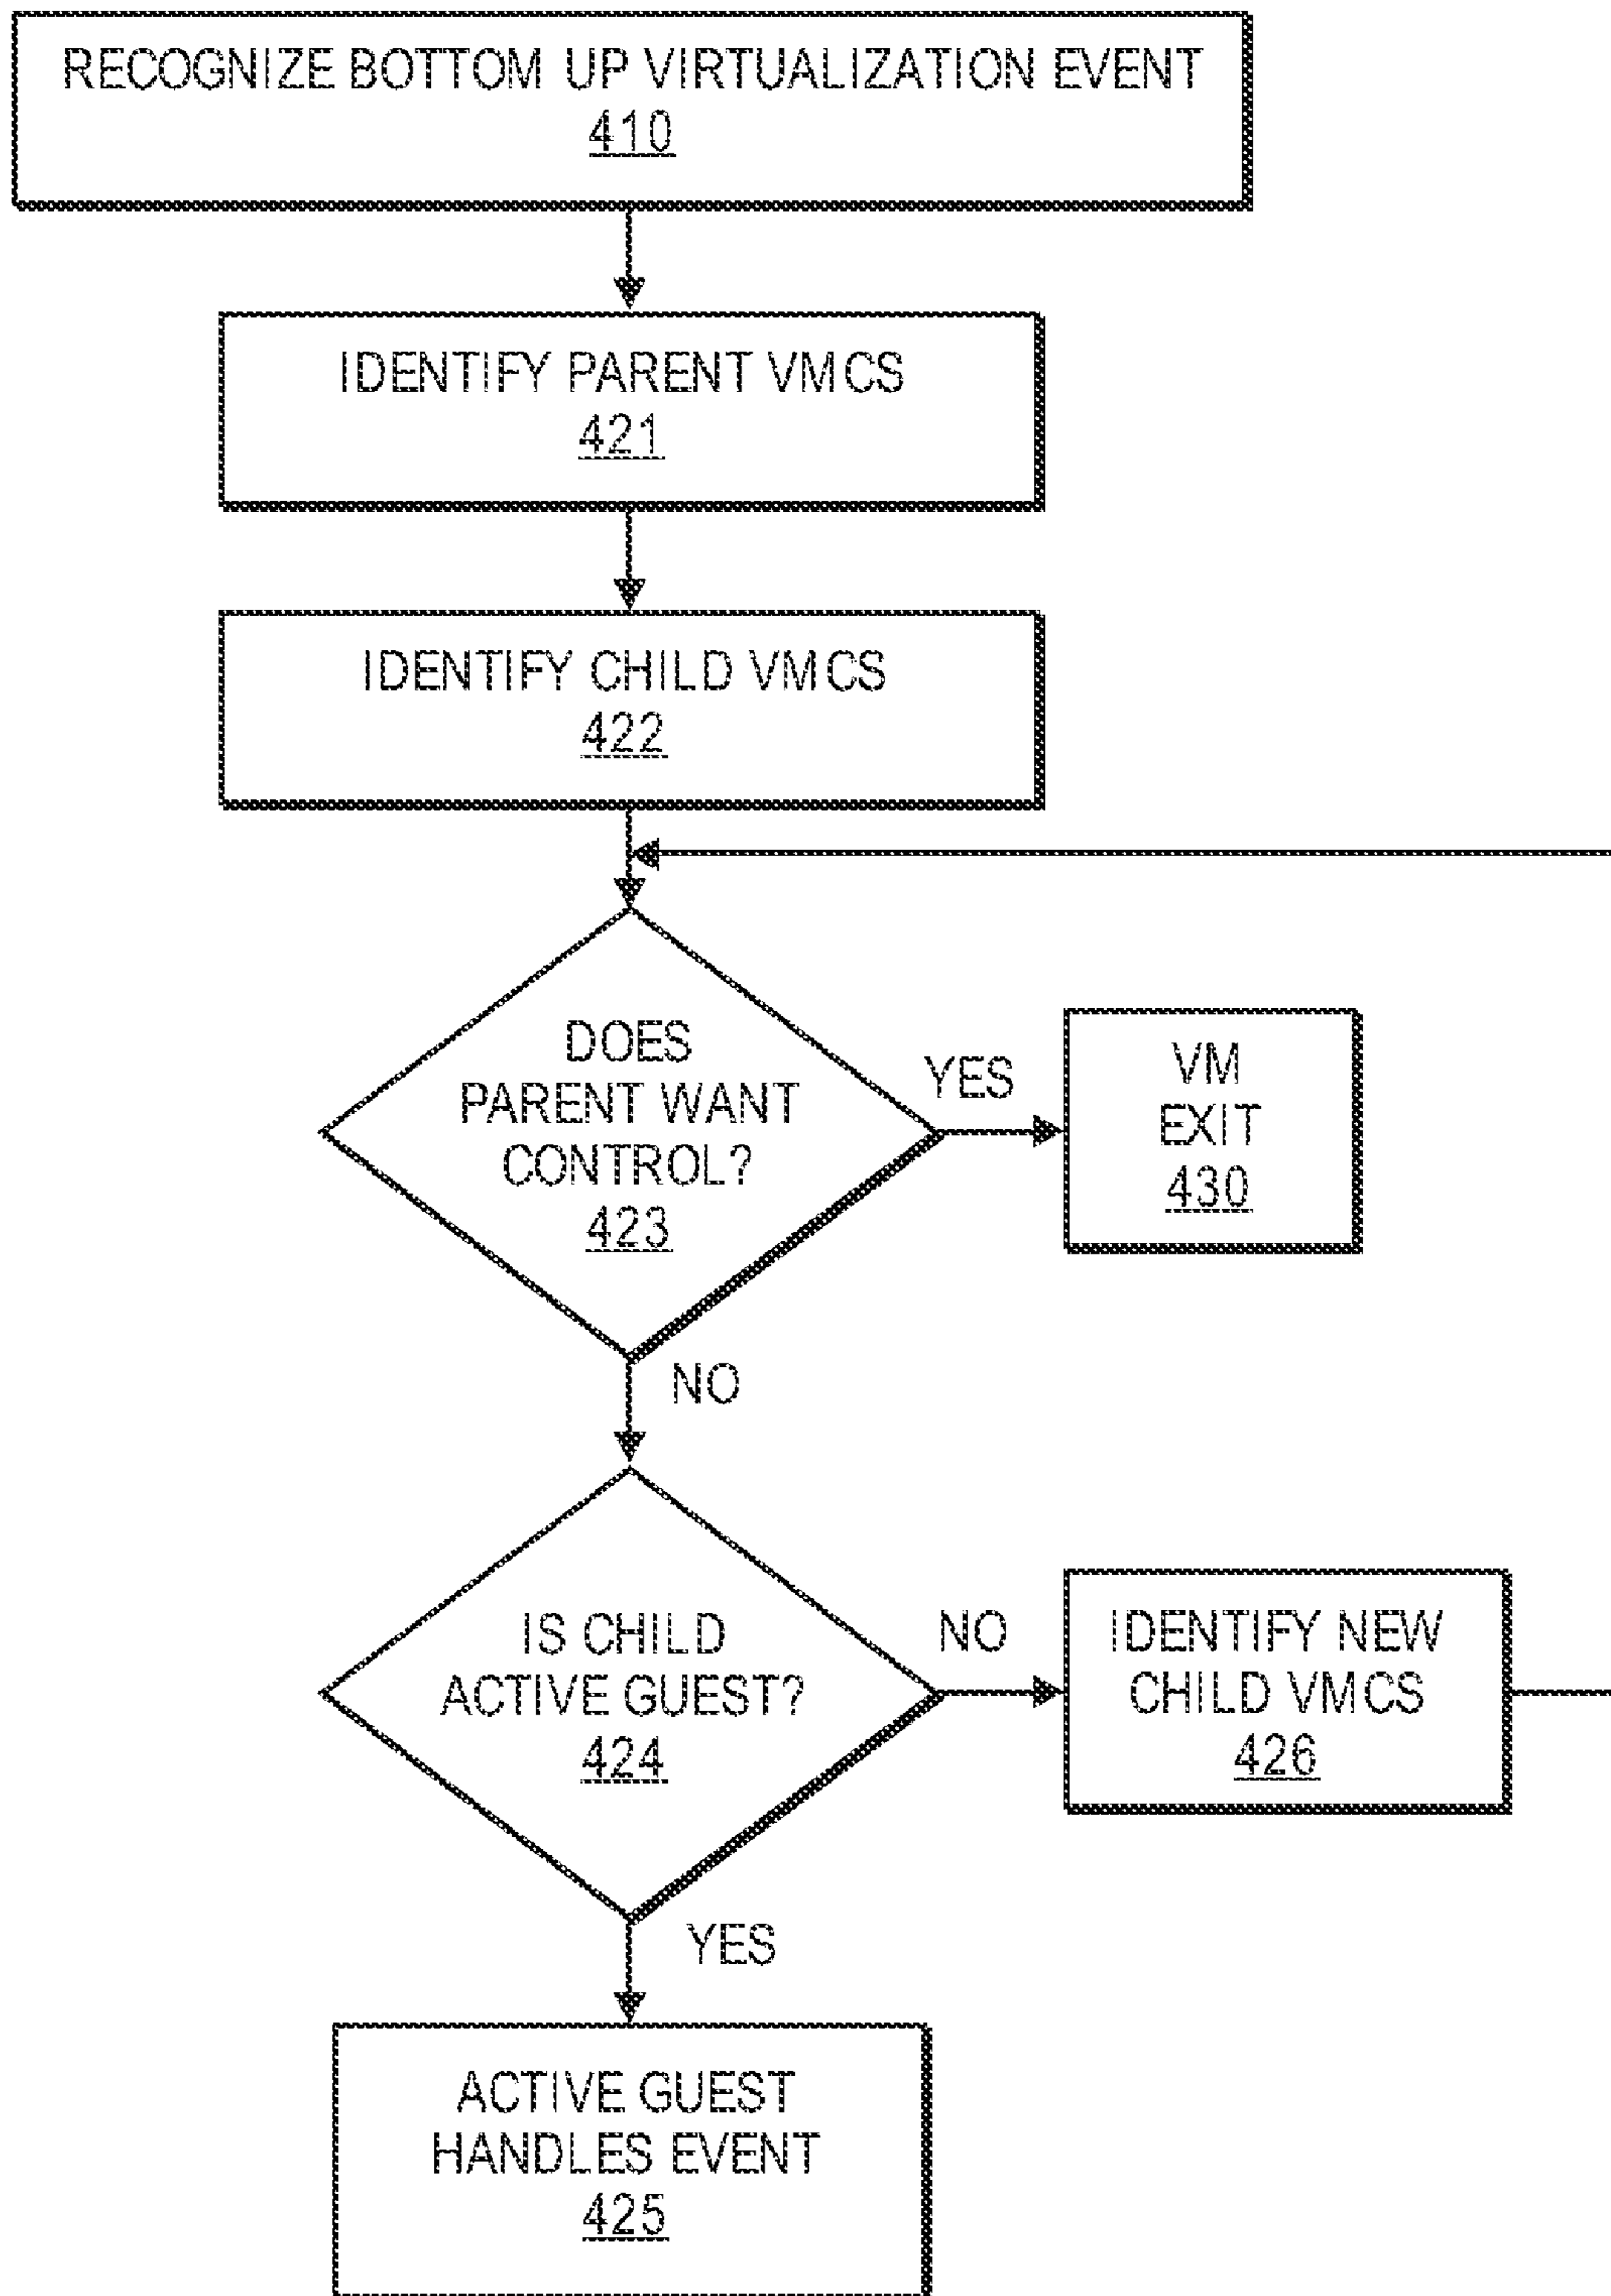 RECOGNIZE BOTTOM UP VIRTUALIZATION EVENT
410
IDENTIFY PARENT VMCS
421
IDENTIFY CHILD VMCS
422
DOES
PARENT WANT
CONTROL?
423
YES
VM
EXIT
430
NO
IS CHILD
ACTIVE GUEST?
424
NO
IDENTIFY NEW
CHILD VMCS
426
YES
ACTIVE GUEST
HANDLES EVENT
425